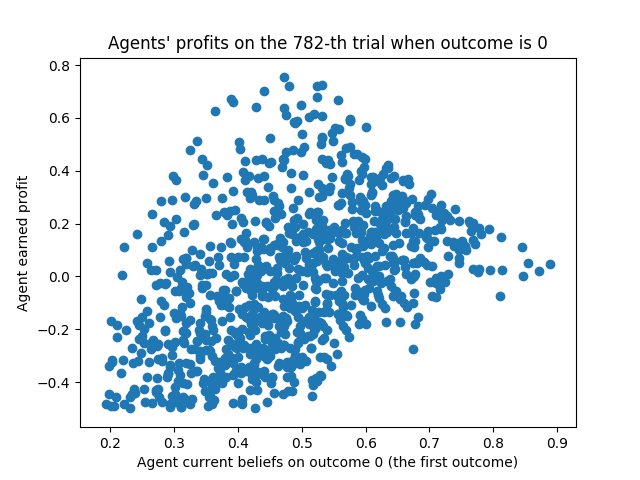 Agents' profits on the 782-th trial when outcome is 0
0.8
0.6
0.4
0.2
0.0
−0.2
−0.4
Agent earned profit
0.2 0.3 0.4 0.5 0.6 0.7 0.8 0.9
Agent current beliefs on outcome 0 (the first outcome)